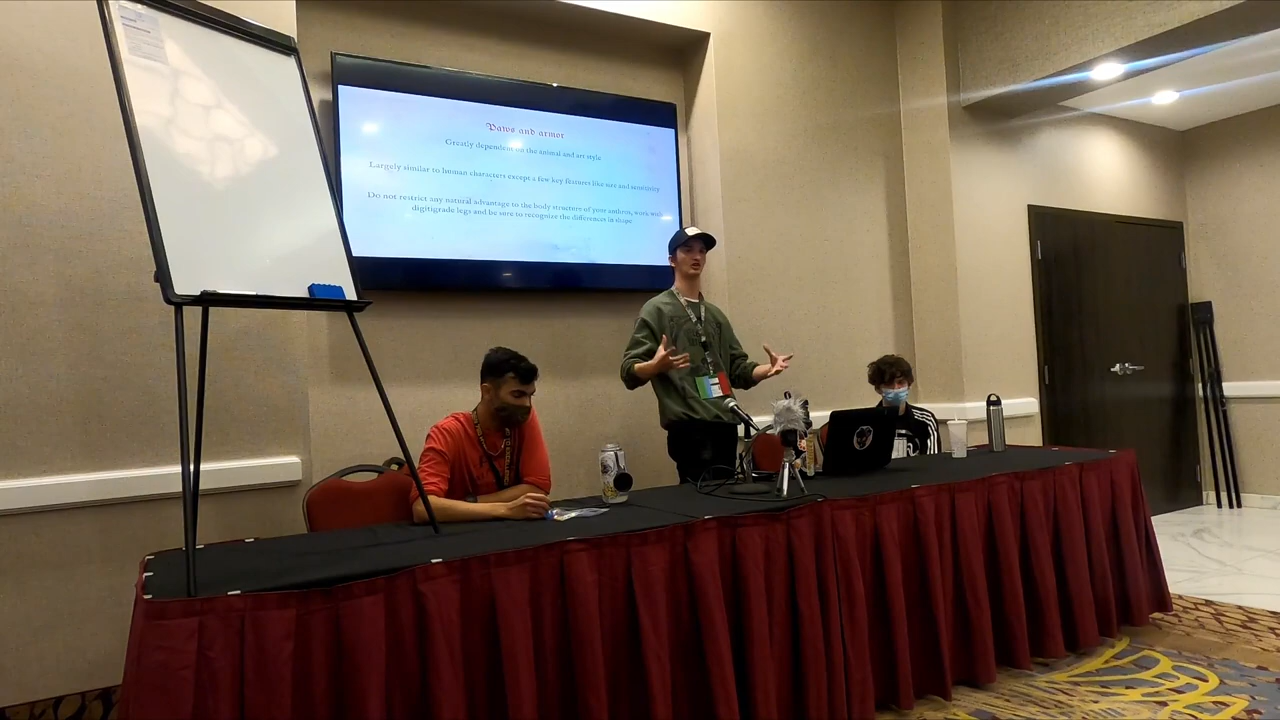 Paws and armor
Greatly dependent on the animal and art style
Largely similar to human characters except a few key features like size and
Do not restrict any natural advantage to the body structure of your anthro, work with
digitigrade legs and be sure to recognize the differences in shape